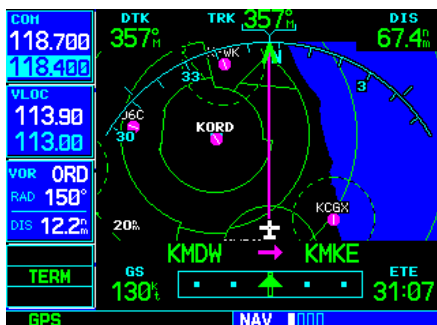 COM
118.700
118.400
VLOC
113.90
113.00
VOR ORD
RAD 150°
DIS 12.2nm
TERM
GPS
DTK
357°M
TRK 357°M
DIS
67.4nm
N
33
3
30
WK
J6C
KORD
KCGX
20nm
KMDW → KMKE
GS
130kt
ETE
31:07
NAV